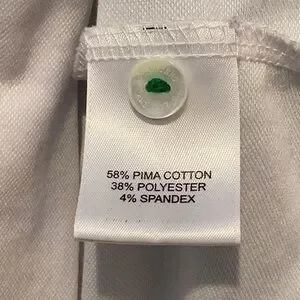 58% PIMA COTTON
38% POLYESTER
4% SPANDEX